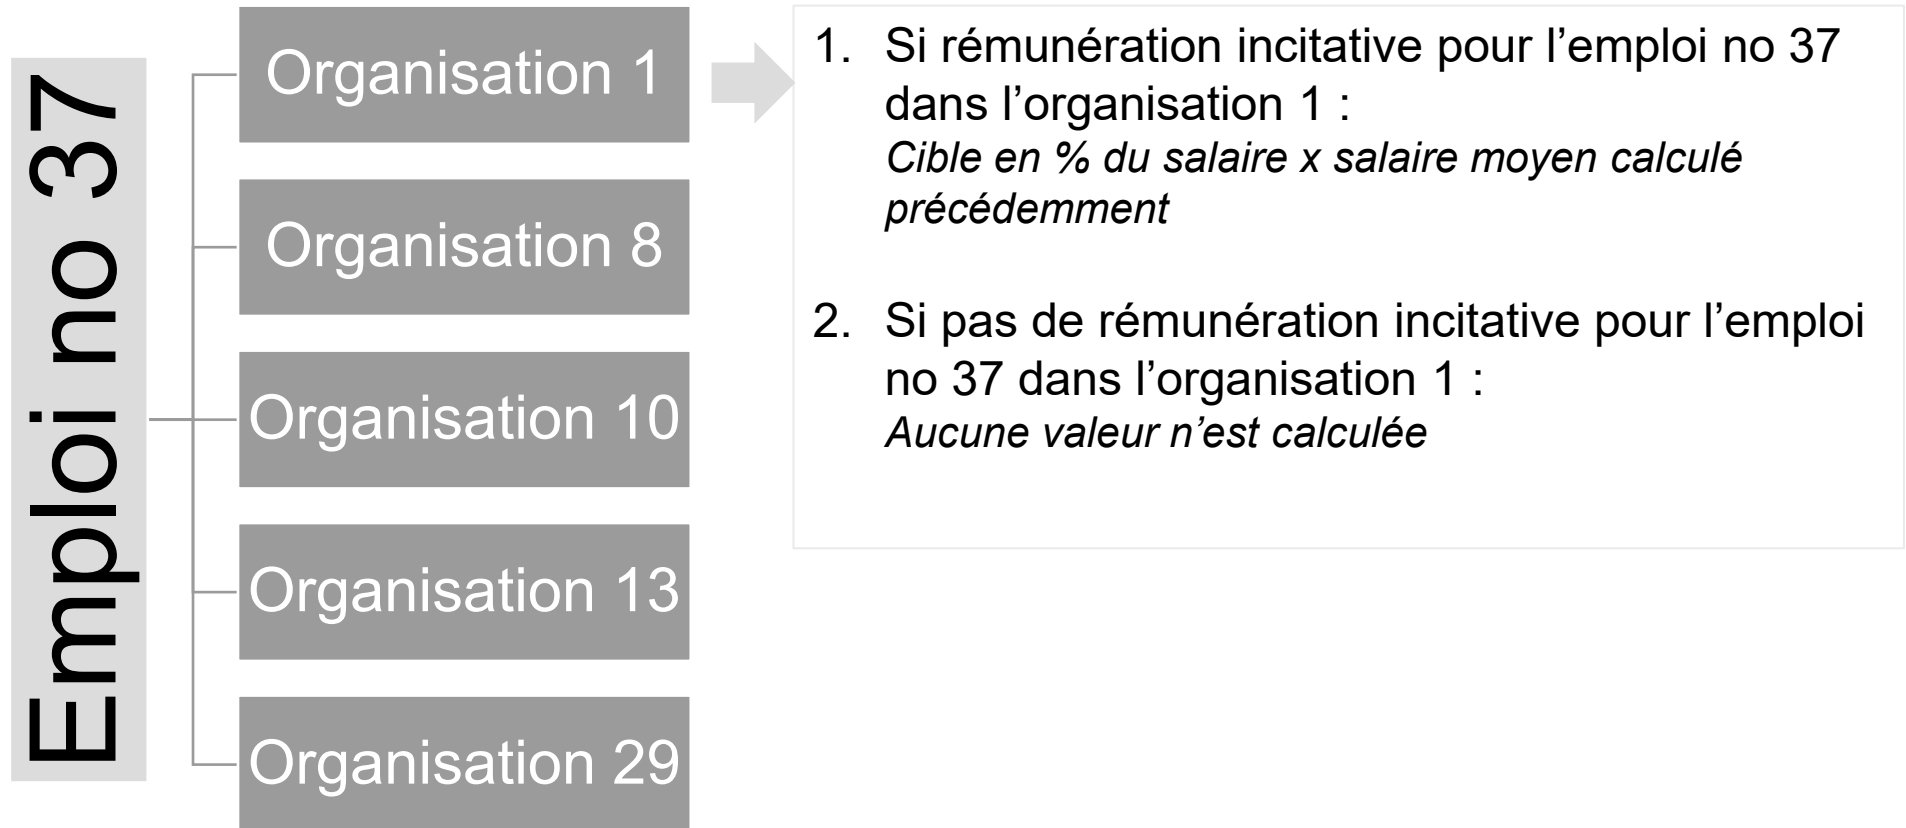 Emploi no 37
Organisation 1
Organisation 8
Organisation 10
Organisation 13
Organisation 29
1. Si rémunération incitative pour l’emploi no 37
dans l’organisation 1 :
Cible en % du salaire x salaire moyen calculé
précédemment
2. Si pas de rémunération incitative pour l’emploi
no 37 dans l’organisation 1 :
Aucune valeur n’est calculée